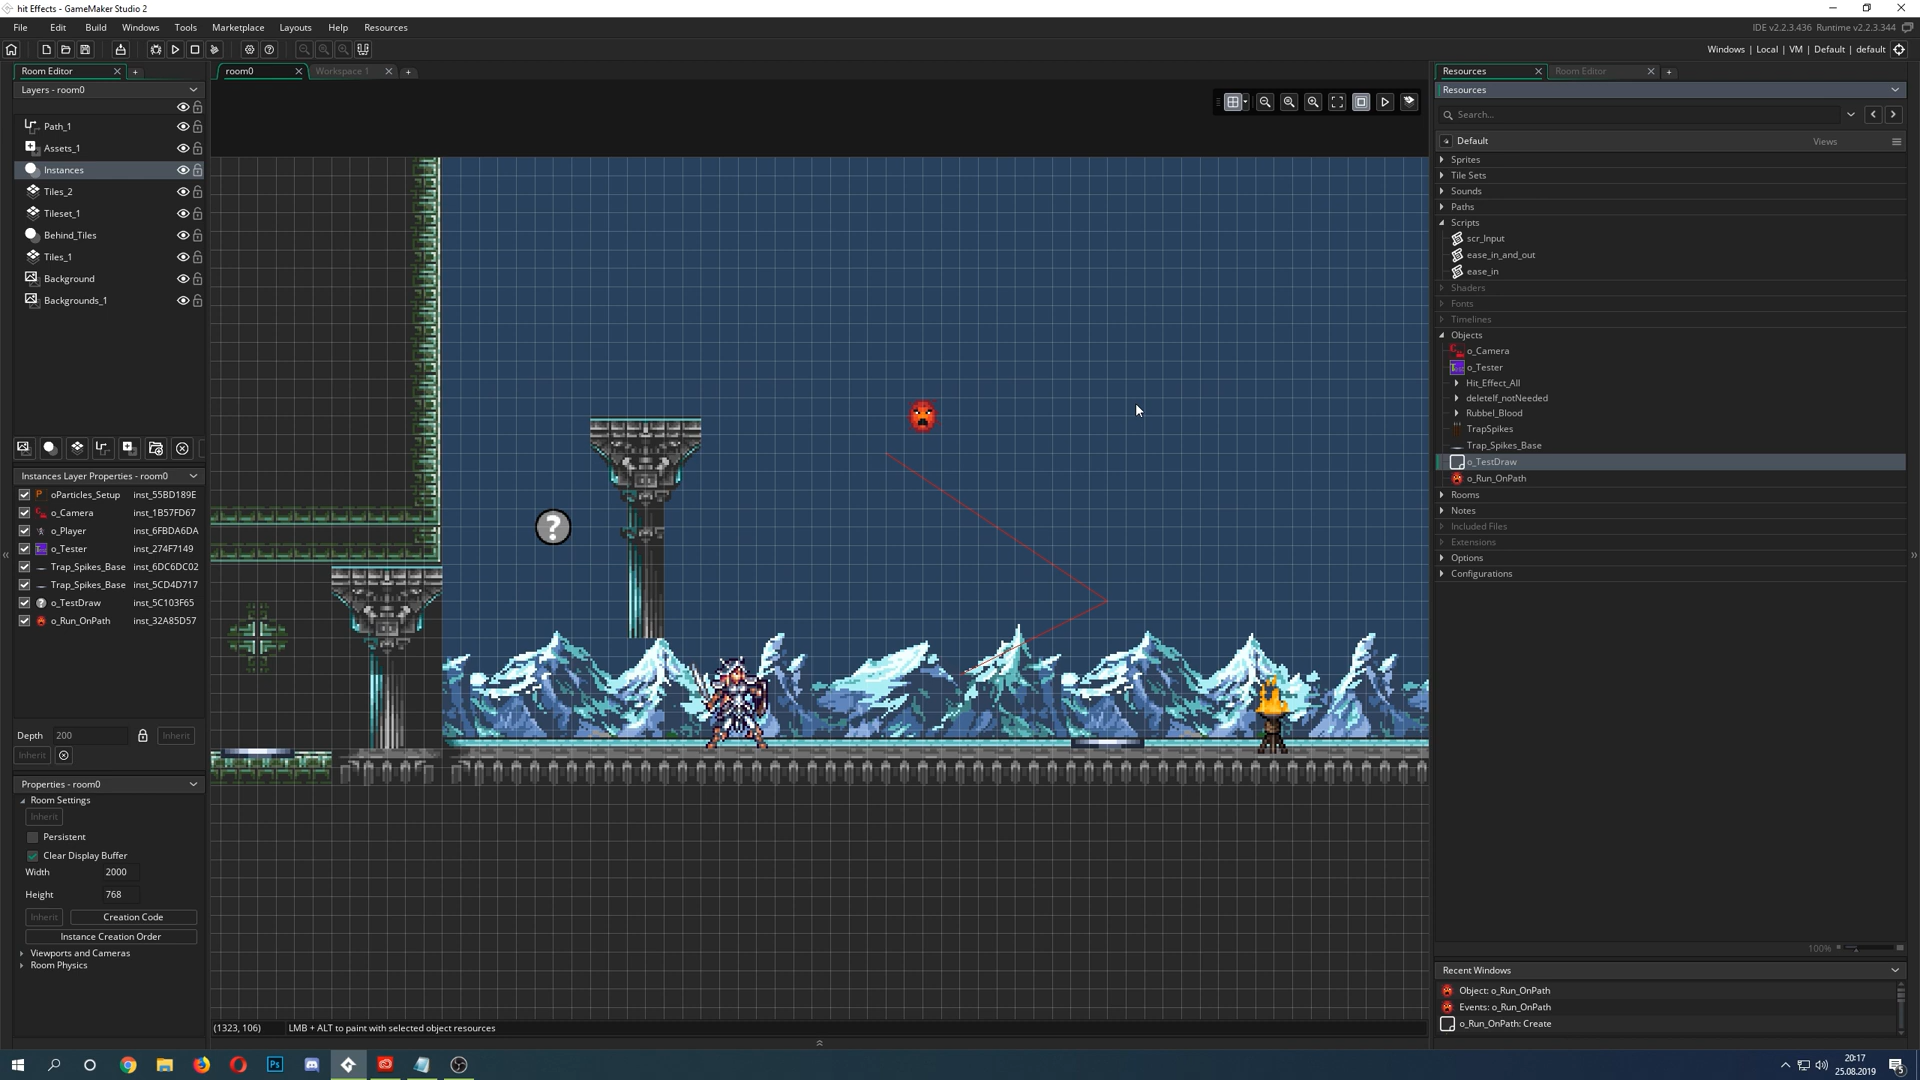 hit Effects - GameMaker Studio 2
File Edit Build Windows Tools Marketplace Layouts Help Resources
IDE v2.2.3.436 Runtime v2.2.3.344
Windows | Local | VM | Default | default
Room Editor
room0
Workspace 1
Resources
Room Editor
Layers - room0
Resources
Search...
Default
Views
Path_1
Assets_1
Instances
Tiles_2
Tileset_1
Behind_Tiles
Tiles_1
Background
Backgrounds_1
Sprites
Tile Sets
Sounds
Paths
Scripts
scr_Input
ease_in_and_out
ease_in
Shaders
Fonts
Timelines
Objects
o_Camera
o_Tester
Hit_Effect_All
deleteIf_notNeeded
Rubbel_Blood
TrapSpikes
Trap_Spikes_Base
o_TestDraw
o_Run_OnPath
Rooms
Notes
Included Files
Extensions
Options
Configurations
Instances Layer Properties - room0
oParticles_Setup inst_55BD189E
o_Camera inst_1B57FD67
o_Player inst_6FBDA6DA
o_Tester inst_274F7149
Trap_Spikes_Base inst_6DC6DC02
Trap_Spikes_Base inst_5CD4D717
o_TestDraw inst_5C103F65
o_Run_OnPath inst_32A85D57
?
Depth 200 Inherit
Inherit
Properties - room0
Room Settings
Inherit
Persistent
Clear Display Buffer
Width 2000
Height 768
Inherit Creation Code
Instance Creation Order
Viewports and Cameras
Room Physics
100%
Recent Windows
Object: o_Run_OnPath
Events: o_Run_OnPath
o_Run_OnPath: Create
(1323, 106) LMB + ALT to paint with selected object resources
Ps
20:17
25.08.2019
5